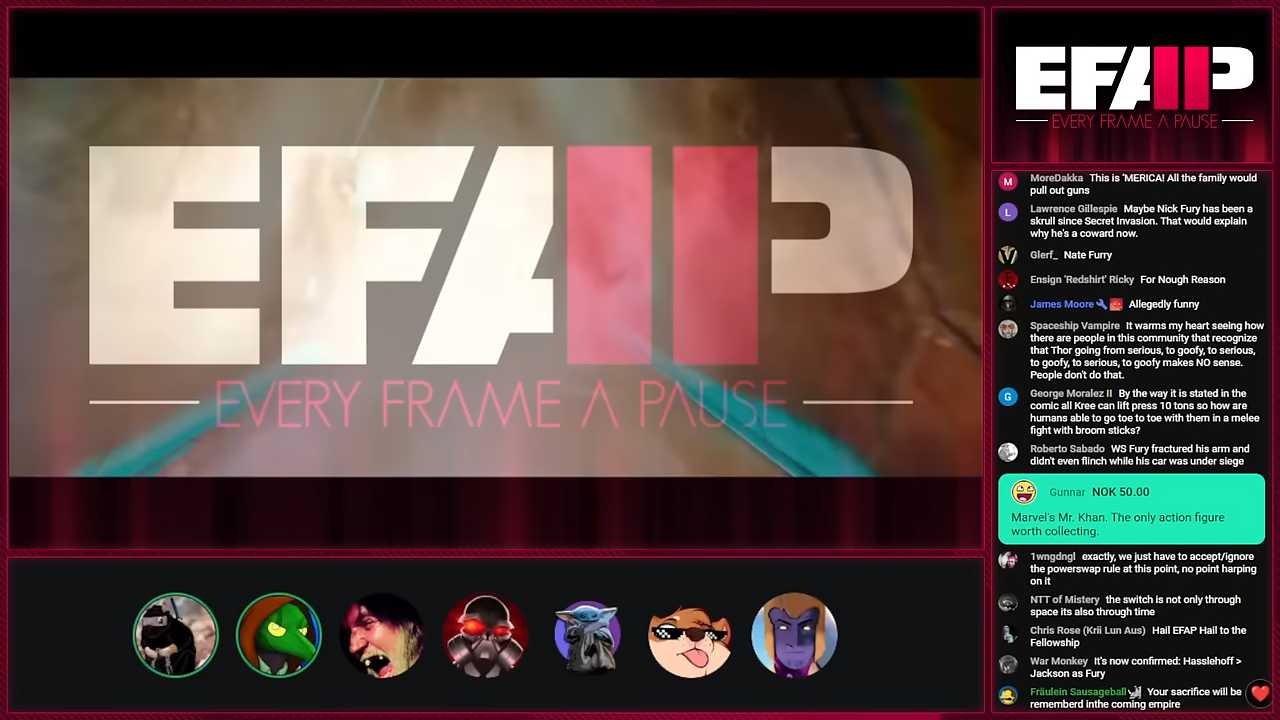 EFAP
EVERY FRAME A PAUSE
EFAP
EVERY FRAME A PAUSE
M
MoreDakka This is 'MERICA! All the family would
pull out guns
L
Lawrence Gillespie Maybe Nick Fury has been a
skrull since Secret Invasion. That would explain
why he's a coward now.
Glerf_ Nate Furry
Ensign 'Redshirt' Ricky For Nough Reason
James Moore Allegedly funny
Spaceship Vampire It warms my heart seeing how
there are people in this community that recognize
that Thor going from serious, to goofy, to serious,
to goofy, to serious, to goofy makes NO sense.
People don't do that.
G
George Moralez II By the way it is stated in the
comic all Kree can lift press 10 tons so how are
humans able to go toe to toe with them in a melee
fight with broom sticks?
Roberto Sabado WS Fury fractured his arm and
didn't even flinch while his car was under siege
Gunnar NOK 50.00
Marvel's Mr. Khan. The only action figure
worth collecting.
1wngdngl exactly, we just have to accept/ignore
the powerswap rule at this point, no point harping
on it
NTT of Mistery the switch is not only through
space its also through time
Chris Rose (Krii Lun Aus) Hail EFAP Hail to the
Fellowship
War Monkey It's now confirmed: Hasslehoff >
Jackson as Fury
Fräulein Sausageball Your sacrifice will be
rememberd inthe coming empire